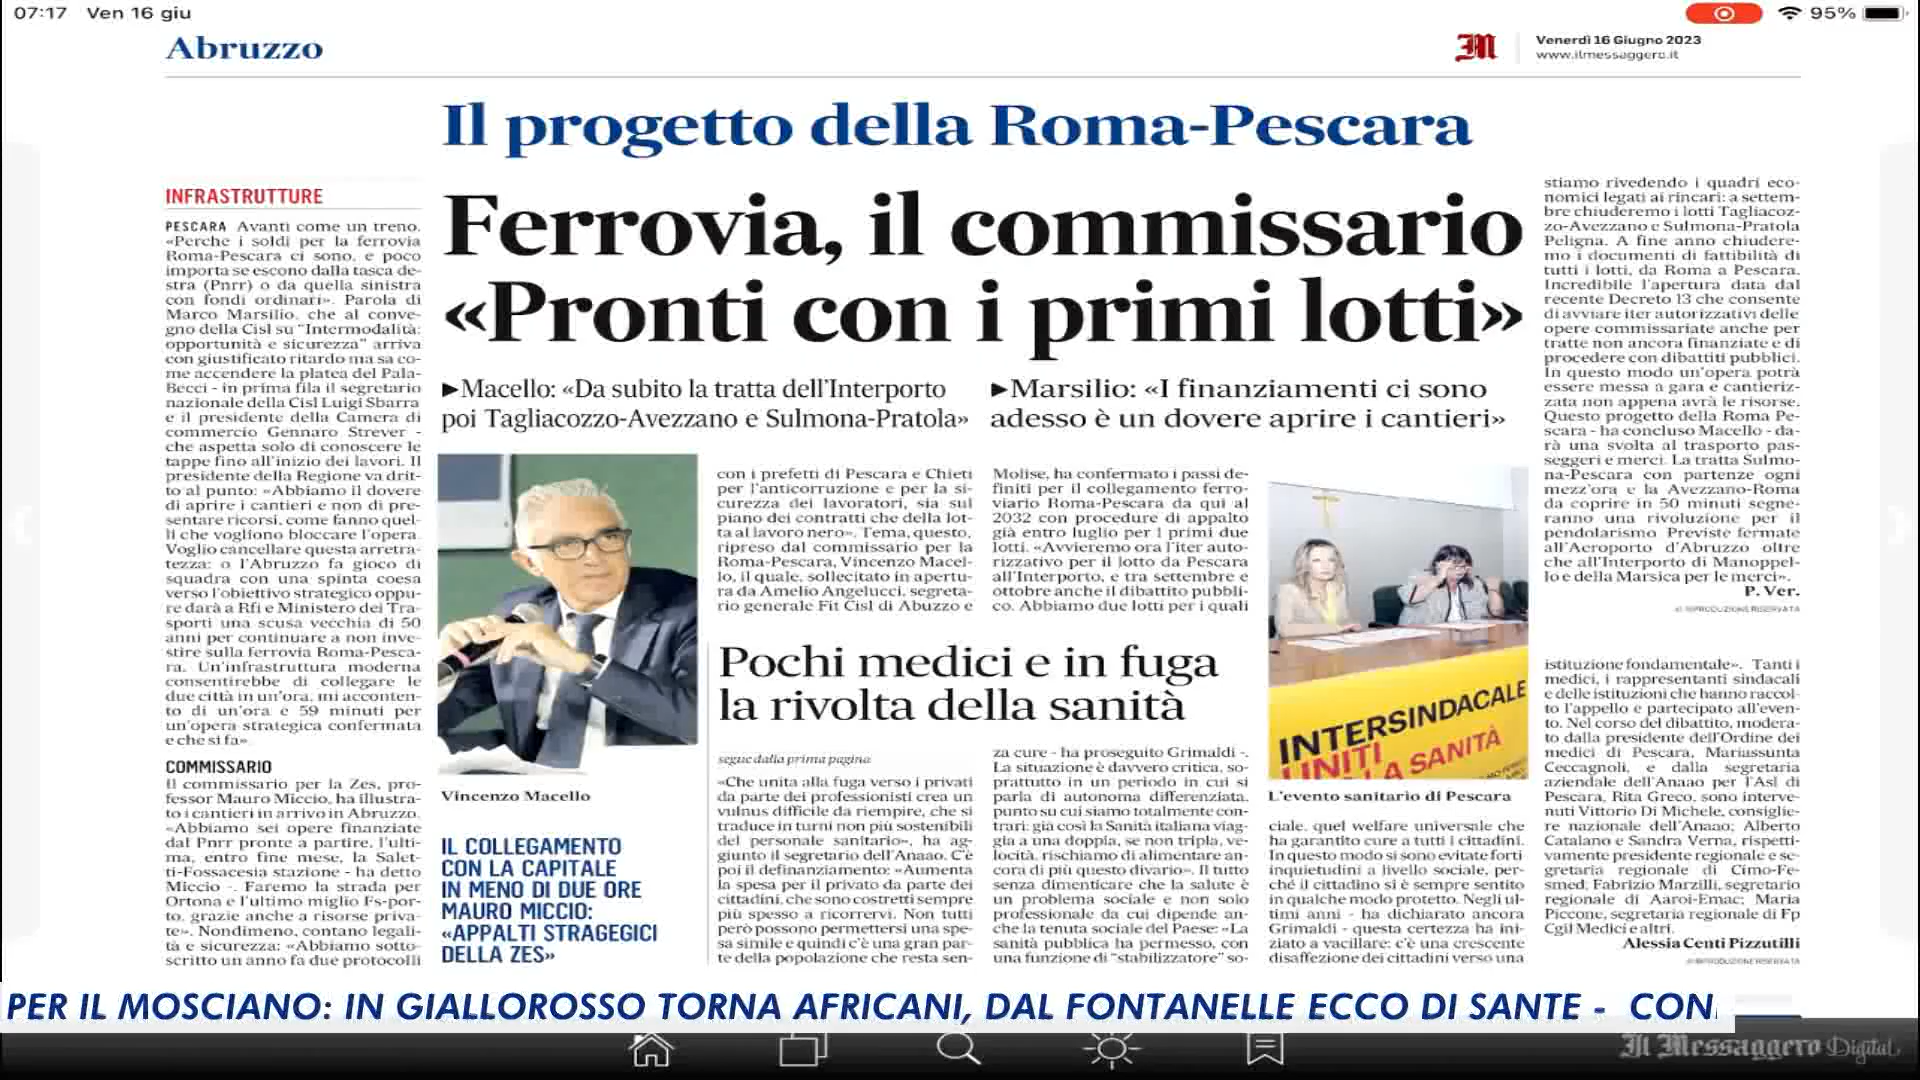 07:17 Ven 16 giu
95%
Abruzzo
M
Venerdì 16 Giugno 2023
www.ilmessaggero.it
Il progetto della Roma-Pescara
INFRASTRUTTURE
PESCARA Avanti come un treno.
«Perche i soldi per la ferrovia
Roma-Pescara ci sono, e poco
importa se escono dalla tasca de-
stra (Pnrr) o da quella sinistra
con fondi ordinari». Parola di
Marco Marsilio, che al conve-
gno della Cisl su "Intermodalità:
opportunità e sicurezza" arriva
con giustificato ritardo ma sa co-
me accendere la platea del Pala-
Becci - in prima fila il segretario
nazionale della Cisl Luigi Sbarra
e il presidente della Camera di
commercio Gennaro Strever -
che aspetta solo di conoscere le
tappe fino all'inizio dei lavori. Il
presidente della Regione va drit-
to al punto: «Abbiamo il dovere
di aprire i cantieri e non di pre-
sentare ricorsi, come fanno quel-
li che vogliono bloccare l'opera.
Voglio cancellare questa arretra-
tezza: o l'Abruzzo fa gioco di
squadra con una spinta coesa
verso l'obiettivo strategico oppu-
re darà a Rfi e Ministero dei Tra-
sporti una scusa vecchia di 50
anni per continuare a non inve-
stire sulla ferrovia Roma-Pesca-
ra. Un'infrastruttura moderna
consentirebbe di collegare le
due città in un'ora, mi acconten-
to di un'ora e 59 minuti per
un'opera strategica confermata
e che si fa».
COMMISSARIO
Il commissario per la Zes, pro-
fessor Mauro Miccio, ha illustra-
to i cantieri in arrivo in Abruzzo.
«Abbiamo sei opere finanziate
dal Pnrr pronte a partire, l'ulti-
ma, entro fine mese, la Salet-
ti-Fossacesia stazione - ha detto
Miccio -. Faremo la strada per
Ortona e l'ultimo miglio Fs-por-
to, grazie anche a risorse priva-
te». Nondimeno, contano legali-
tà e sicurezza: «Abbiamo sotto-
scritto un anno fa due protocolli
Ferrovia, il commissario
«Pronti con i primi lotti»
►Macello: «Da subito la tratta dell'Interporto
poi Tagliacozzo-Avezzano e Sulmona-Pratola»
►Marsilio: «I finanziamenti ci sono
adesso è un dovere aprire i cantieri»
Vincenzo Macello
IL COLLEGAMENTO
CON LA CAPITALE
IN MENO DI DUE ORE
MAURO MICCIO:
«APPALTI STRAGEGICI
DELLA ZES»
con i prefetti di Pescara e Chieti
per l'anticorruzione e per la si-
curezza dei lavoratori, sia sul
piano dei contratti che della lot-
ta al lavoro nero». Tema, questo,
ripreso dal commissario per la
Roma-Pescara, Vincenzo Macel-
lo, il quale, sollecitato in apertu-
ra da Amelio Angelucci, segreta-
rio generale Fit Cisl di Abuzzo e
Molise, ha confermato i passi de-
finiti per il collegamento ferro-
viario Roma-Pescara da qui al
2032 con procedure di appalto
già entro luglio per i primi due
lotti. «Avvieremo ora l'iter auto-
rizzativo per il lotto da Pescara
all'Interporto, e tra settembre e
ottobre anche il dibattito pubbli-
co. Abbiamo due lotti per i quali
stiamo rivedendo i quadri eco-
nomici legati ai rincari: a settem-
bre chiuderemo i lotti Tagliacoz-
zo-Avezzano e Sulmona-Pratola
Peligna. A fine anno chiudere-
mo i documenti di fattibilità di
tutti i lotti, da Roma a Pescara.
Incredibile l'apertura data dal
recente Decreto 13 che consente
di avviare iter autorizzativi delle
opere commissariate anche per
tratte non ancora finanziate e di
procedere con dibattiti pubblici.
In questo modo un'opera potrà
essere messa a gara e cantieriz-
zata non appena avrà le risorse.
Questo progetto della Roma Pe-
scara - ha concluso Macello - da-
rà una svolta al trasporto pas-
seggeri e merci. La tratta Sulmo-
na-Pescara con partenze ogni
mezz'ora e la Avezzano-Roma
da coprire in 50 minuti segne-
ranno una rivoluzione per il
pendolarismo Previste fermate
all'Aeroporto d'Abruzzo oltre
che all'Interporto di Manoppel-
lo e della Marsica per le merci».
P. Ver.
© RIPRODUZIONE RISERVATA
Pochi medici e in fuga
la rivolta della sanità
segue dalla prima pagina
«Che unita alla fuga verso i privati
da parte dei professionisti crea un
vulnus difficile da riempire, che si
traduce in turni non più sostenibili
del personale sanitario», ha ag-
giunto il segretario dell'Anaao. C'è
poi il definanziamento: «Aumenta
la spesa per il privato da parte dei
cittadini, che sono costretti sempre
più spesso a ricorrervi. Non tutti
però possono permettersi una spe-
sa simile e quindi c'è una gran par-
te della popolazione che resta sen-
za cure - ha proseguito Grimaldi -.
La situazione è davvero critica, so-
prattutto in un periodo in cui si
parla di autonoma differenziata,
punto su cui siamo totalmente con-
trari: già così la Sanità italiana viag-
gia a una doppia, se non tripla, ve-
locità, rischiamo di alimentare an-
cora di più questo divario». Il tutto
senza dimenticare che la salute è
un problema sociale e non solo
professionale da cui dipende an-
che la tenuta sociale del Paese: «La
sanità pubblica ha permesso, con
una funzione di "stabilizzatore" so-
INTERSINDACALE
UNITI
LA SANITÀ
L'evento sanitario di Pescara
ciale, quel welfare universale che
ha garantito cure a tutti i cittadini.
In questo modo si sono evitate forti
inquietudini a livello sociale, per-
ché il cittadino si è sempre sentito
in qualche modo protetto. Negli ul-
timi anni - ha dichiarato ancora
Grimaldi - questa certezza ha ini-
ziato a vacillare: c'è una crescente
disaffezione dei cittadini verso una
istituzione fondamentale». Tanti i
medici, i rappresentanti sindacali
e delle istituzioni che hanno raccol-
to l'appello e partecipato all'even-
to. Nel corso del dibattito, modera-
to dalla presidente dell'Ordine dei
medici di Pescara, Mariassunta
Ceccagnoli, e dalla segretaria
aziendale dell'Anaao per l'Asl di
Pescara, Rita Greco, sono interve-
nuti Vittorio Di Michele, consiglie-
re nazionale dell'Anaao; Alberto
Catalano e Sandra Verna, rispetti-
vamente presidente regionale e se-
gretaria regionale di Cimo-Fe-
smed, Fabrizio Marzilli, segretario
regionale di Aaroi-Emac; Maria
Piccone, segretaria regionale di Fp
Cgil Medici e altri.
Alessia Centi Pizzutilli
© RIPRODUZIONE RISERVATA
PER IL MOSCIANO: IN GIALLOROSSO TORNA AFRICANI, DAL FONTANELLE ECCO DI SANTE - CON
Il Messaggero Digital